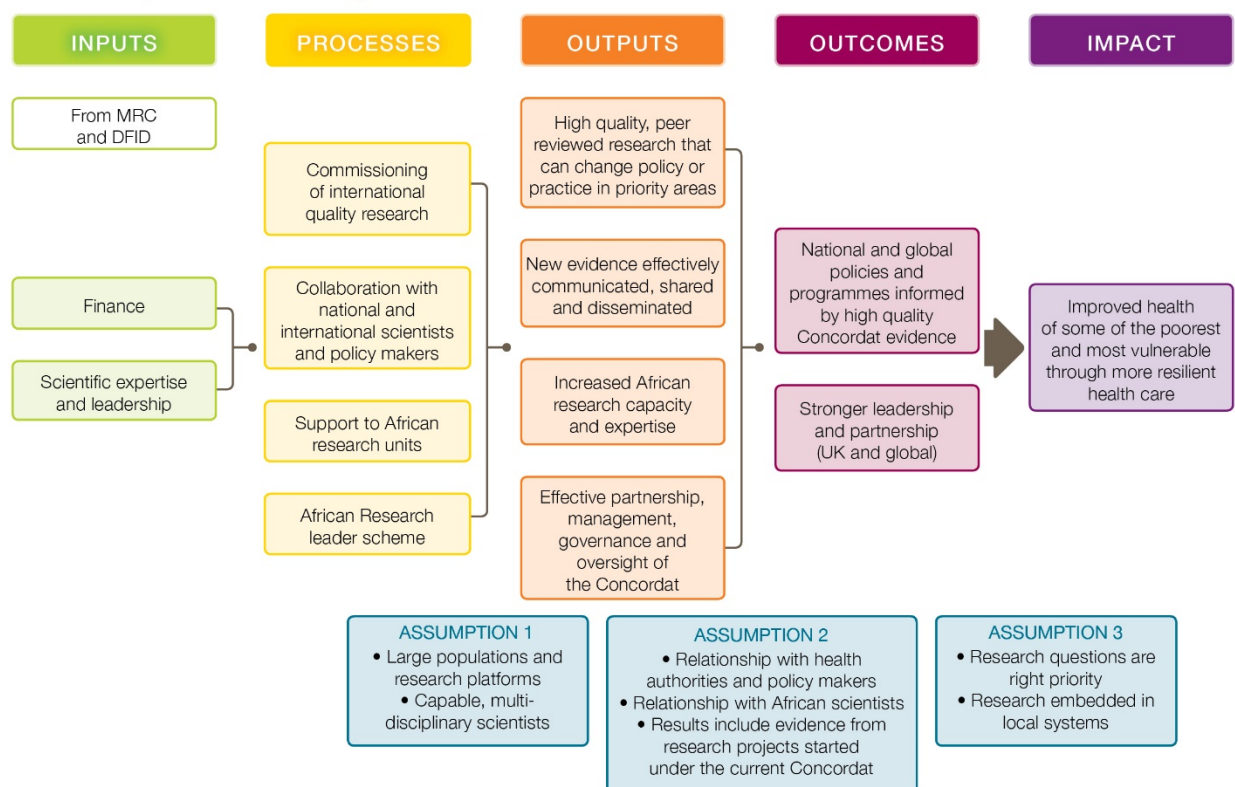 INPUTS
PROCESSES
OUTPUTS
OUTCOMES
IMPACT
From MRC
and DFID
Finance
Scientific expertise
and leadership
Commissioning
of international
quality research
Collaboration with
national and
international scientists
and policy makers
Support to African
research units
African Research
leader scheme
High quality, peer
reviewed research that
can change policy or
practice in priority areas
New evidence effectively
communicated, shared
and disseminated
Increased African
research capacity
and expertise
Effective partnership,
management,
governance and
oversight of
the Concordat
National and global
policies and
programmes informed
by high quality
Concordat evidence
Stronger leadership
and partnership
(UK and global)
Improved health
of some of the poorest
and most vulnerable
through more resilient
health care
ASSUMPTION 1
• Large populations and
research platforms
• Capable, multi-
disciplinary scientists
ASSUMPTION 2
• Relationship with health
authorities and policy makers
• Relationship with African scientists
• Results include evidence from
research projects started
under the current Concordat
ASSUMPTION 3
• Research questions are
right priority
• Research embedded in
local systems